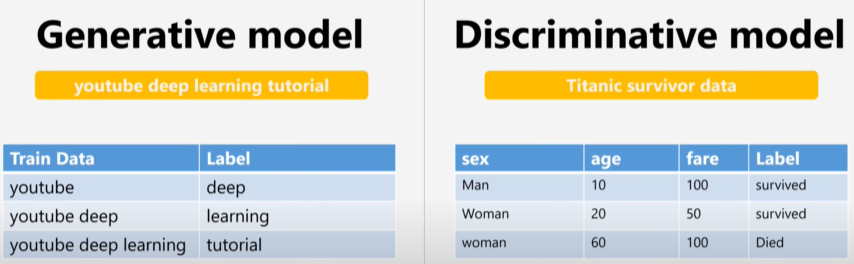 Generative model
youtube deep learning tutorial
Train Data Label
youtube deep
youtube deep learning
youtube deep learning tutorial
Discriminative model
Titanic survivor data
sex age fare Label
Man 10 100 survived
Woman 20 50 survived
woman 60 100 Died